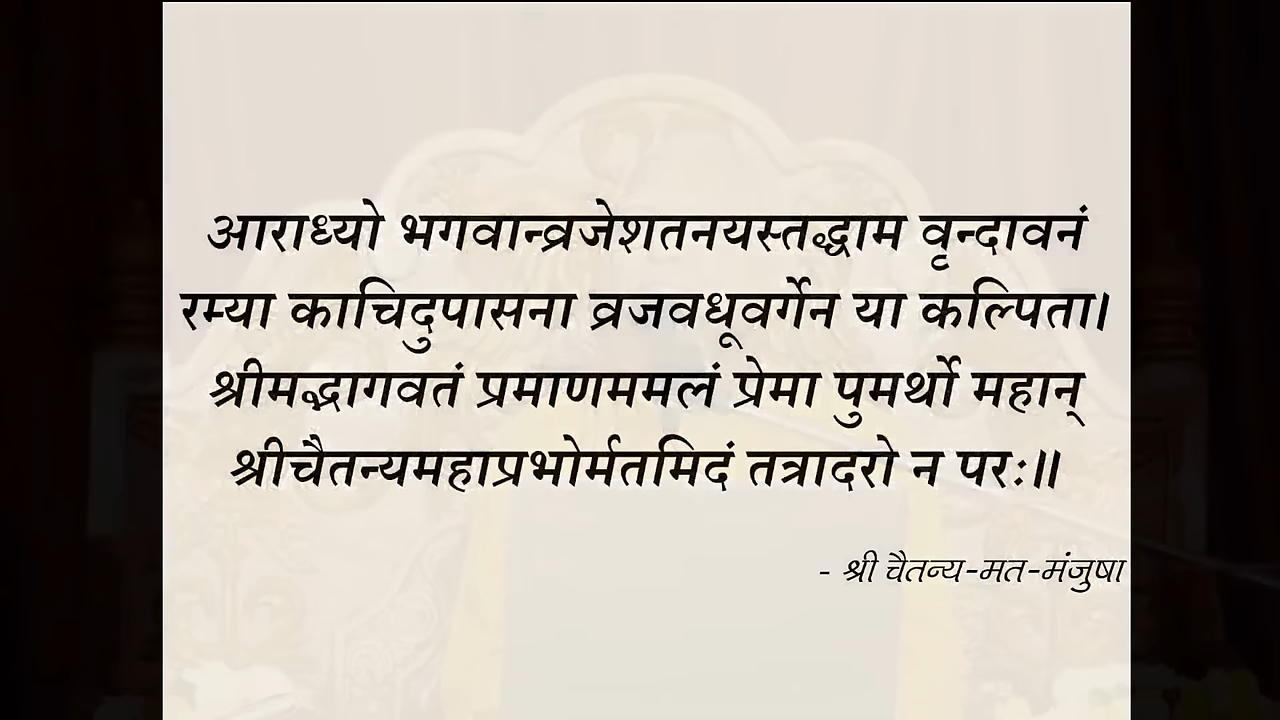 आराध्यो भगवान्व्रजेशतनयस्तद्धाम वृन्दावनं
रम्या काचिदुपासना व्रजवधूवर्गेन या कल्पिता।
श्रीमद्भागवतं प्रमाणममलं प्रेमा पुमर्थो महान्
श्रीचैतन्यमहाप्रभोर्मतमिदं तत्रादरो न परः॥
- श्री चैतन्य-मत-मंजुषा